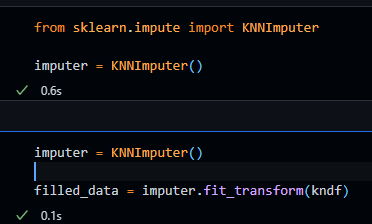 from sklearn.impute import KNNImputer
imputer = KNNImputer()
0.6s
imputer = KNNImputer()
filled_data = imputer.fit_transform(kndf)
0.1s